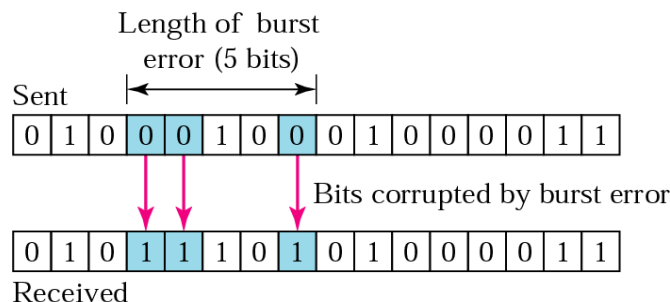 Length of burst
error (5 bits)
Sent
0 1 0 0 0 1 0 0 0 1 0 0 0 0 1 1
Bits corrupted by burst error
0 1 0 1 1 1 0 1 0 1 0 0 0 0 1 1
Received